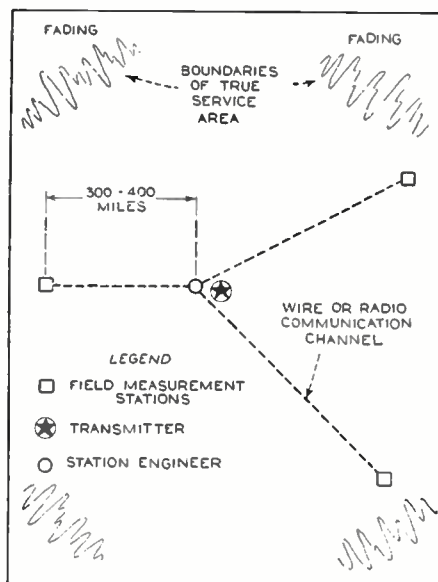 FADING
FADING
BOUNDARIES
OF TRUE
SERVICE
AREA
300-400
MILES
WIRE OR RADIO
COMMUNICATION
CHANNEL
LEGEND
FIELD MEASUREMENT
STATIONS
TRANSMITTER
STATION ENGINEER